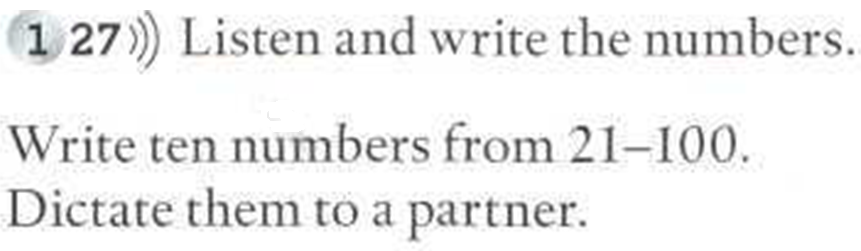 1 27))) Listen and write the numbers.
Write ten numbers from 21–100.
Dictate them to a partner.